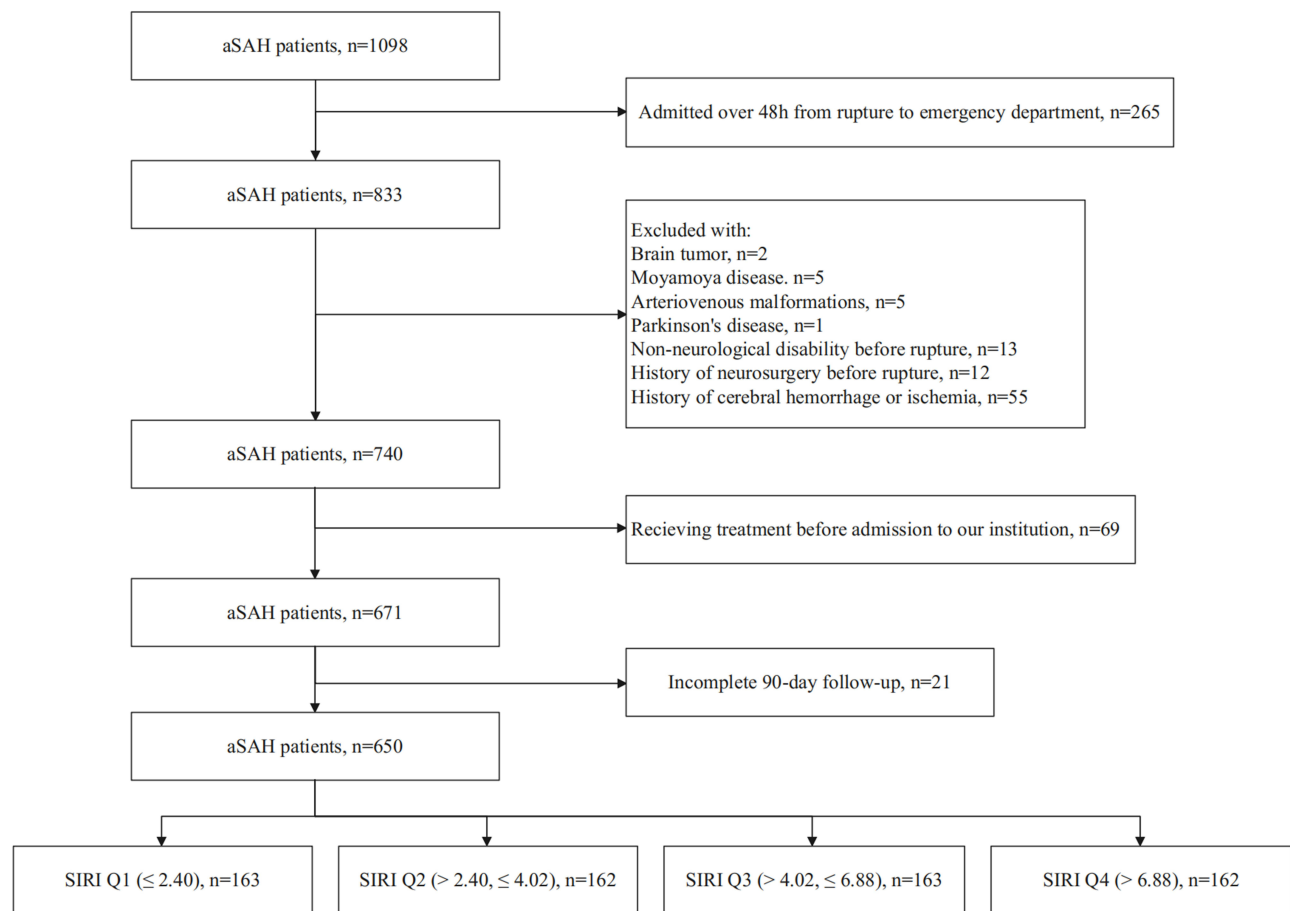 aSAH patients, n=1098
Admitted over 48h from rupture to emergency department, n=265
aSAH patients, n=833
Excluded with:
Brain tumor, n=2
Moyamoya disease. n=5
Arteriovenous malformations, n=5
Parkinson's disease, n=1
Non-neurological disability before rupture, n=13
History of neurosurgery before rupture, n=12
History of cerebral hemorrhage or ischemia, n=55
aSAH patients, n=740
Recieving treatment before admission to our institution, n=69
aSAH patients, n=671
Incomplete 90-day follow-up, n=21
aSAH patients, n=650
SIRI Q1 (≤ 2.40), n=163
SIRI Q2 (> 2.40, ≤ 4.02), n=162
SIRI Q3 (> 4.02, ≤ 6.88), n=163
SIRI Q4 (> 6.88), n=162